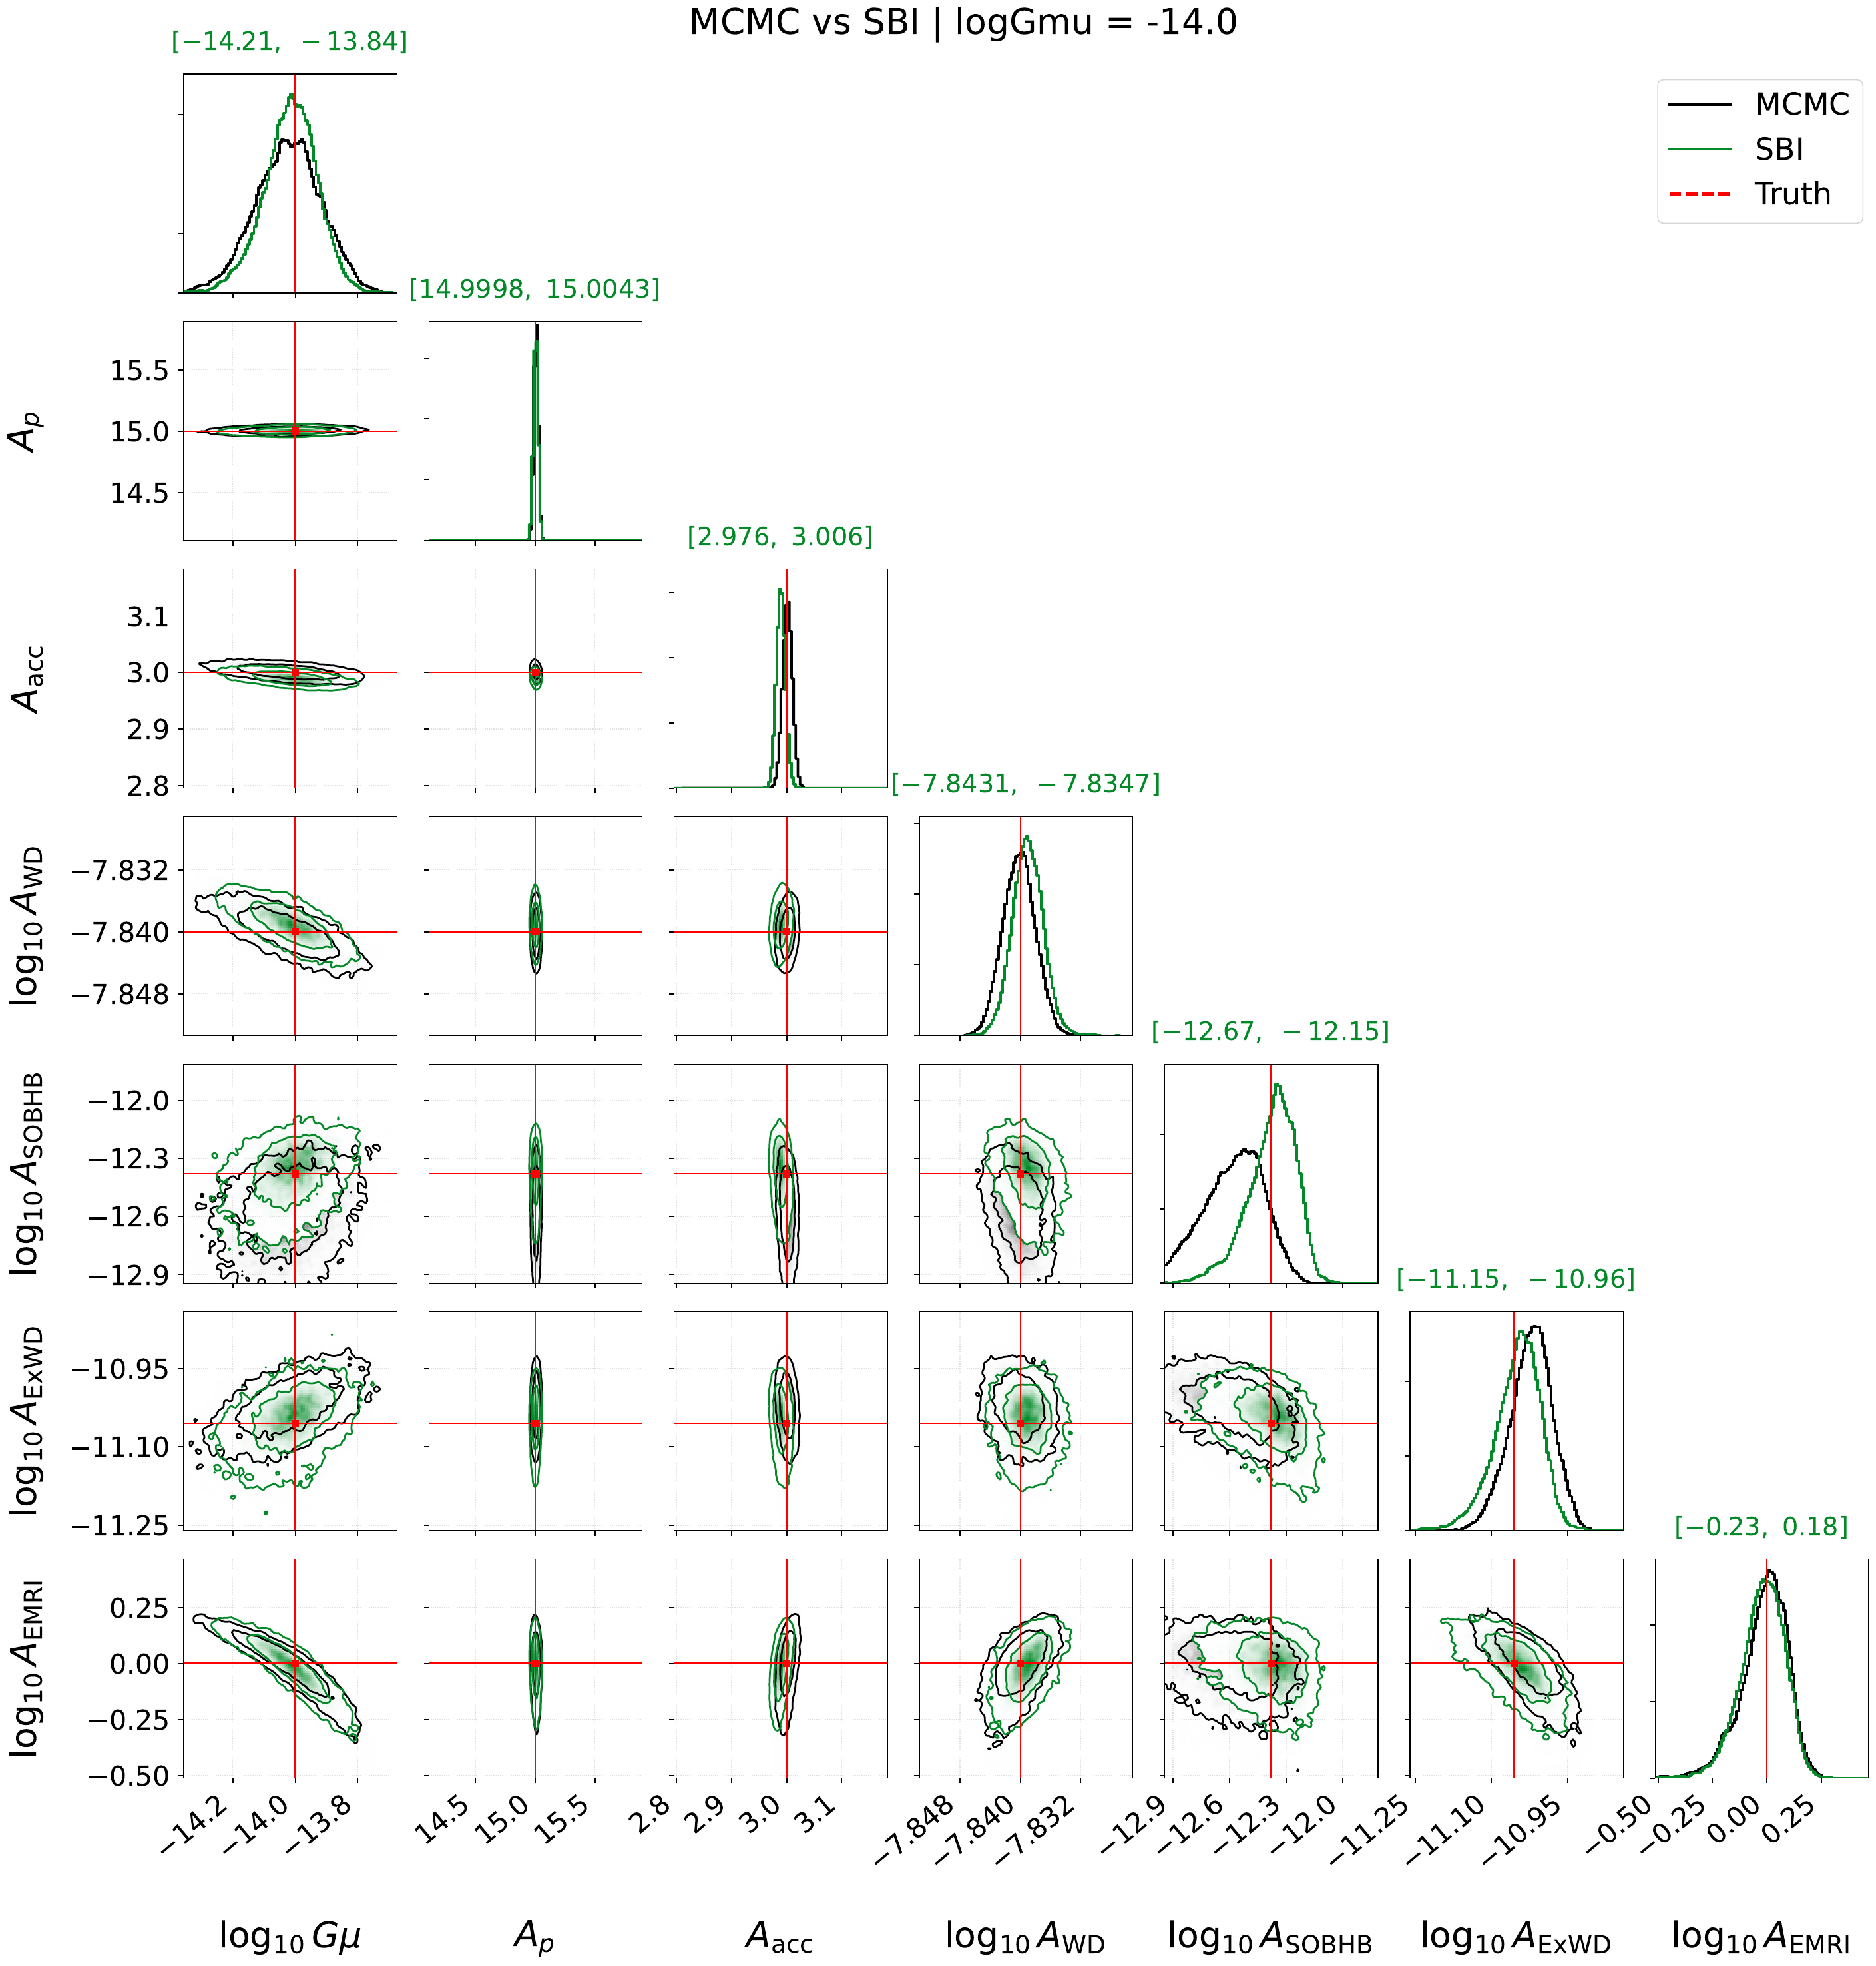 MCMC vs SBI | logGmu = -14.0
[−14.21, −13.84]
MCMC
SBI
Truth
[14.9998, 15.0043]
A_p
15.5
15.0
14.5
[2.976, 3.006]
A_acc
3.1
3.0
2.9
2.8
[−7.8431, −7.8347]
log₁₀ A_WD
−7.832
−7.840
−7.848
[−12.67, −12.15]
log₁₀ A_SOBHB
−12.0
−12.3
−12.6
−12.9
[−11.15, −10.96]
log₁₀ A_ExWD
−10.95
−11.10
−11.25
[−0.23, 0.18]
log₁₀ A_EMRI
0.25
0.00
−0.25
−0.50
−14.2 −14.0 −13.8 14.5 15.0 15.5 2.8 2.9 3.0 3.1 −7.848 −7.840 −7.832 −12.9 −12.6 −12.3 −12.0 −11.25 −11.10 −10.95 −0.50 −0.25 0.00 0.25
log₁₀ Gμ A_p A_acc log₁₀ A_WD log₁₀ A_SOBHB log₁₀ A_ExWD log₁₀ A_EMRI